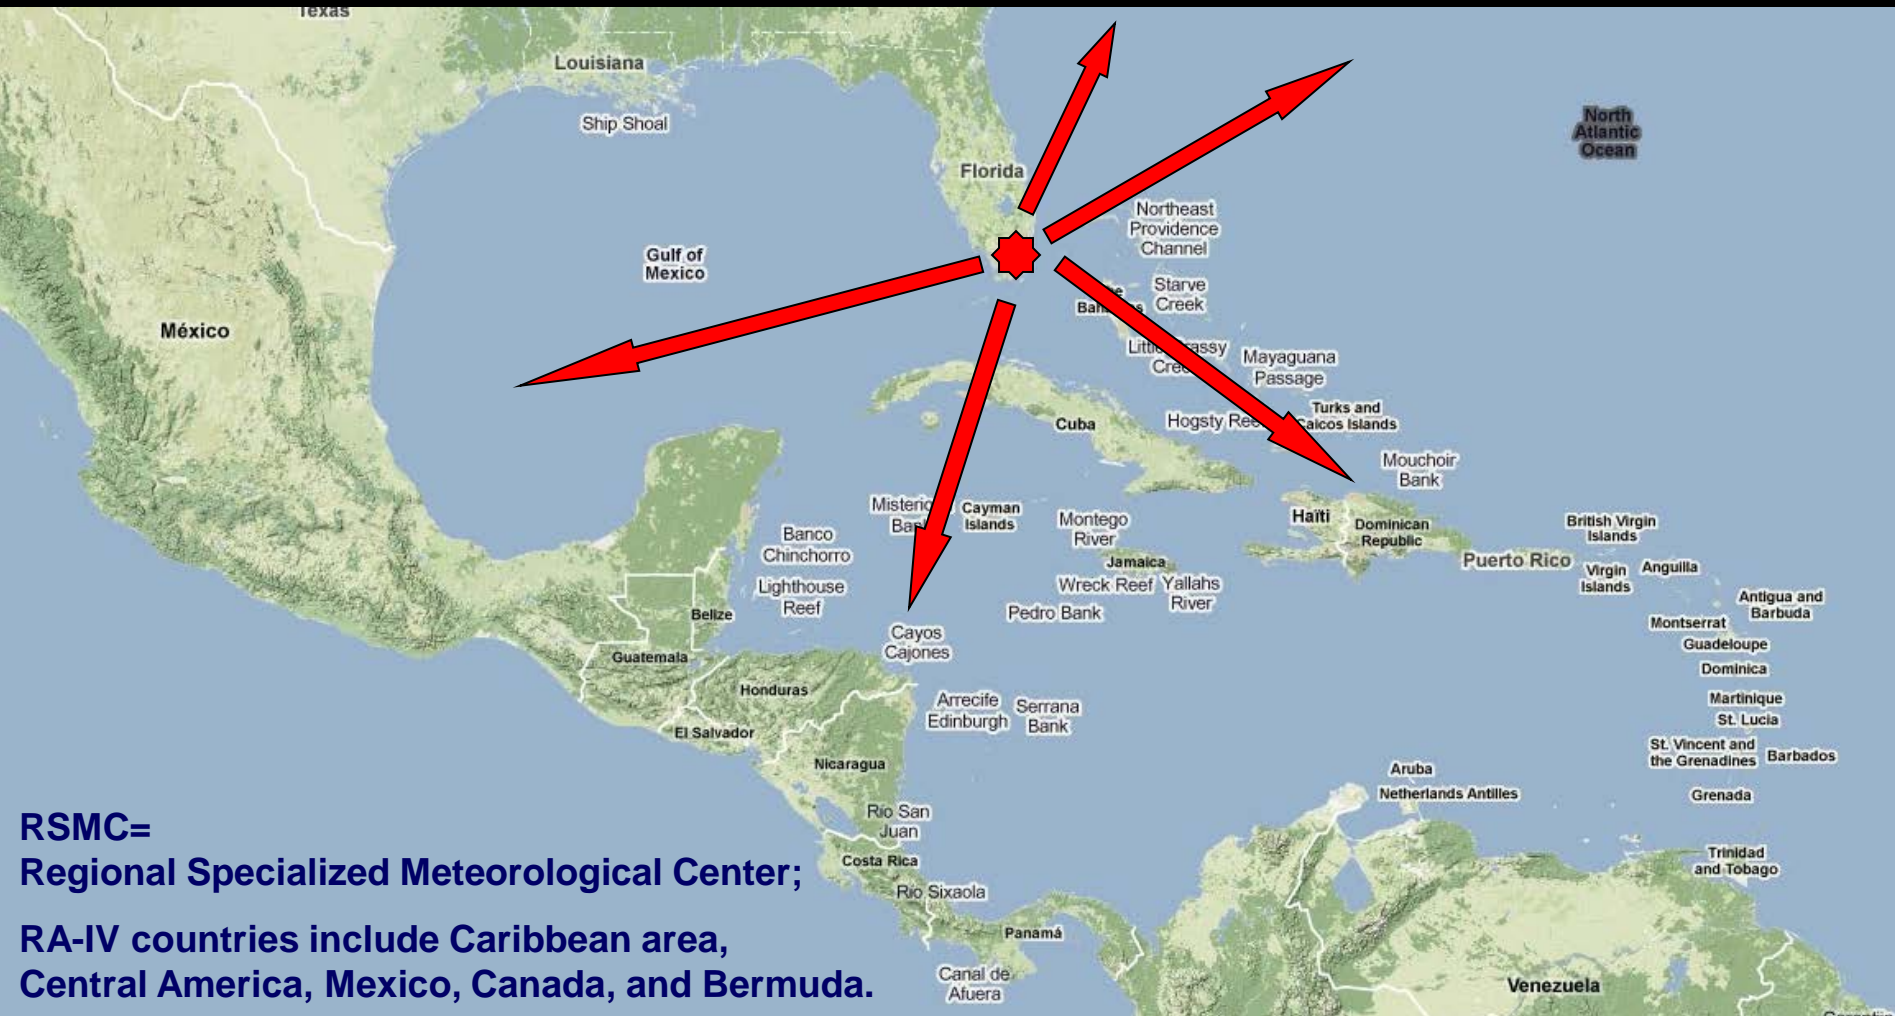 Texas
Louisiana
Ship Shoal
North
Atlantic
Ocean
Florida
Northeast
Providence
Channel
Gulf of
Mexico
Starve
Creek
México
Mayaguana
Passage
Turks and
Caicos Islands
Cuba
Hogsty
Mouchoir
Bank
Cayman
Islands
Montego
River
Haïti
Dominican
Republic
British Virgin
Islands
Banco
Chinchorro
Jamaica
Puerto Rico
Virgin
Islands
Anguilla
Lighthouse
Reef
Wreck Reef
Yallahs
River
Antigua and
Barbuda
Belize
Pedro Bank
Montserrat
Cayos
Cajones
Guadeloupe
Guatemala
Dominica
Honduras
Arrecife
Edinburgh
Serrana
Bank
Martinique
St. Lucia
El Salvador
St. Vincent and
the Grenadines
Barbados
Nicaragua
Aruba
Netherlands Antilles
Grenada
Rio San
Juan
RSMC=
Regional Specialized Meteorological Center;
Costa Rica
Trinidad
and Tobago
Rio Sixaola
RA-IV countries include Caribbean area,
Central America, Mexico, Canada, and Bermuda.
Panamá
Canal de
Afuera
Venezuela